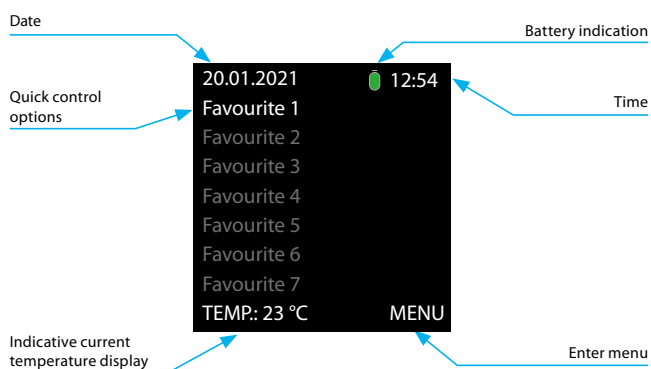 Date
Battery indication
20.01.2021 12:54
Quick control
options
Time
Favourite 1
Favourite 2
Favourite 3
Favourite 4
Favourite 5
Favourite 6
Favourite 7
TEMP.: 23 °C MENU
Indicative current
temperature display
Enter menu